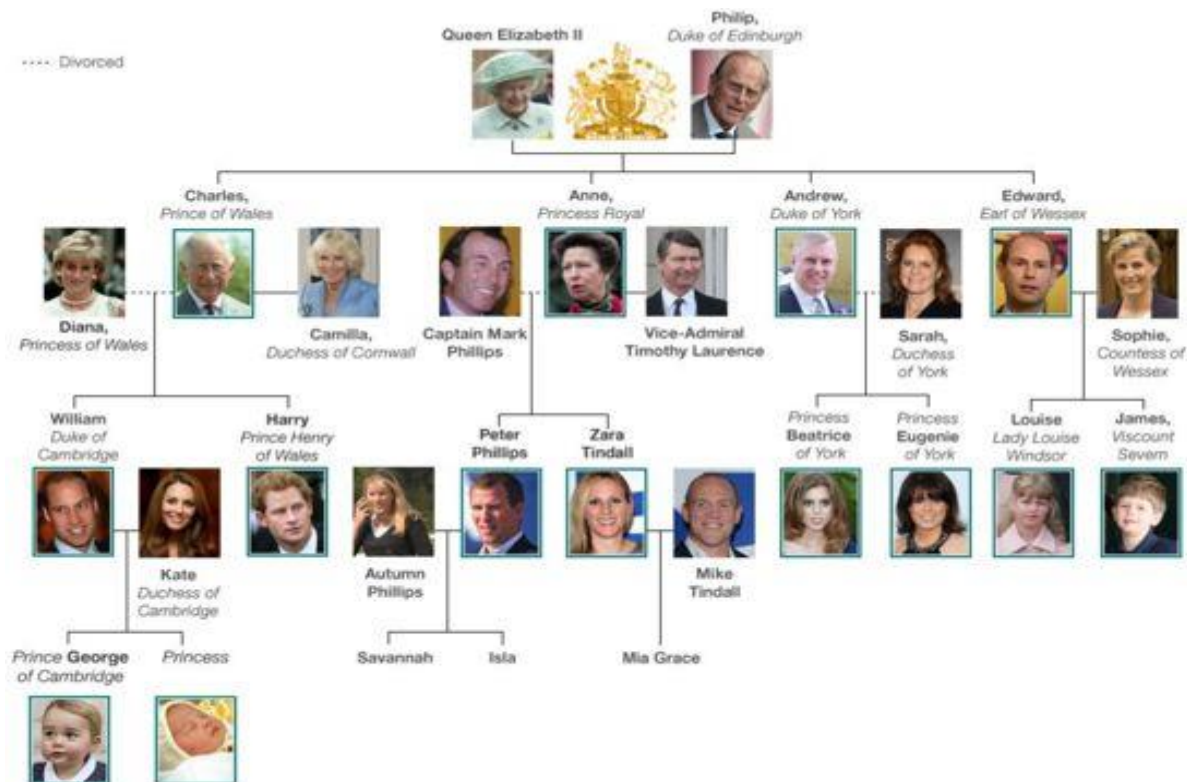 Queen Elizabeth II
Philip,
Duke of Edinburgh
Divorced
Charles,
Prince of Wales
Anne,
Princess Royal
Andrew,
Duke of York
Edward,
Earl of Wessex
Diana,
Princess of Wales
Camilla,
Duchess of Cornwall
Captain Mark
Phillips
Vice-Admiral
Timothy Laurence
Sarah,
Duchess
of York
Sophie,
Countess of
Wessex
William
Duke of
Cambridge
Harry
Prince Henry
of Wales
Peter
Phillips
Zara
Tindall
Princess
Beatrice
of York
Princess
Eugenie
of York
Louise
Lady Louise
Windsor
James,
Viscount
Severn
Kate
Duchess of
Cambridge
Autumn
Phillips
Mike
Tindall
Prince George
of Cambridge
Princess
Savannah
Isla
Mia Grace